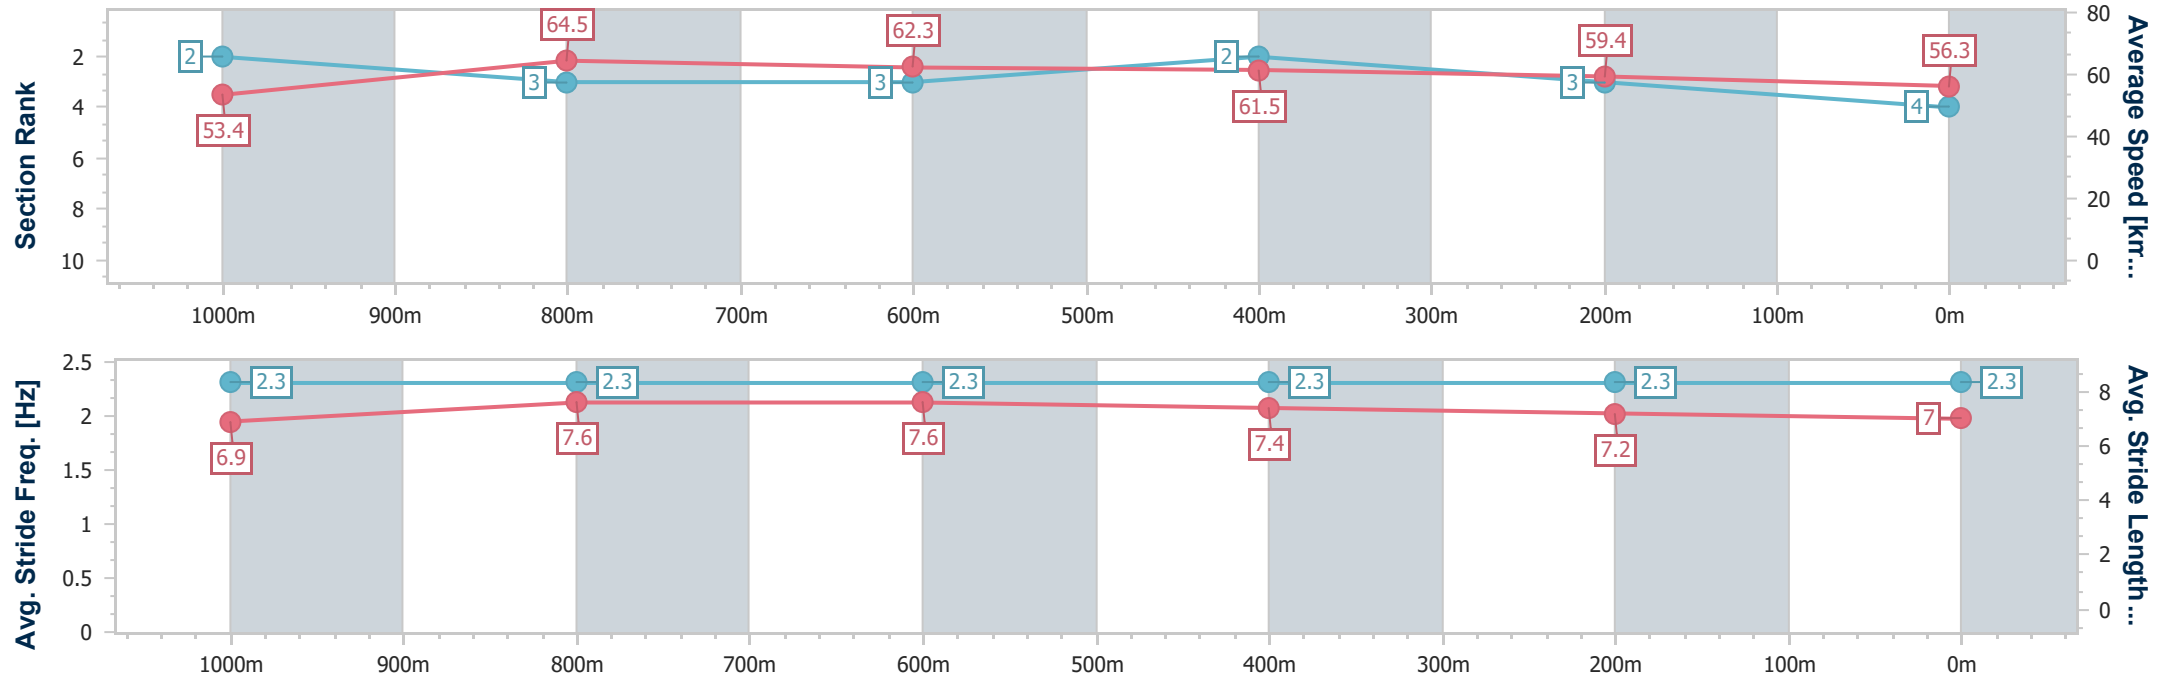 Section Rank
2
4
6
8
10
2
3
3
2
3
4
53.4
64.5
62.3
61.5
59.4
56.3
80
60
40
20
0
Average Speed [km...
1000m
900m
800m
700m
600m
500m
400m
300m
200m
100m
0m
Avg. Stride Freq. [Hz]
2.5
2
1.5
1
0.5
0
2.3
2.3
2.3
2.3
2.3
2.3
6.9
7.6
7.6
7.4
7.2
7
8
6
4
2
0
Avg. Stride Length...
1000m
900m
800m
700m
600m
500m
400m
300m
200m
100m
0m